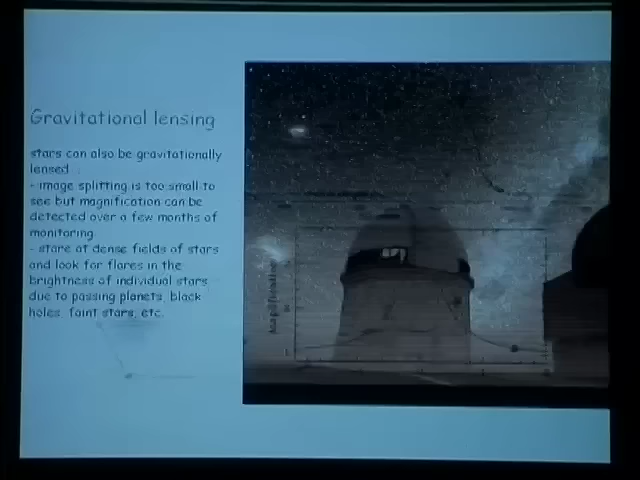 Gravitational lensing
stars can also be gravitationally
lensed
- image splitting is too small to
see but magnification can be
detected over a few months of
monitoring.
- stare at dense fields of stars
and look for flares in the
brightness of individual stars
due to passing planets, black
holes, faint stars, etc.
Magnification